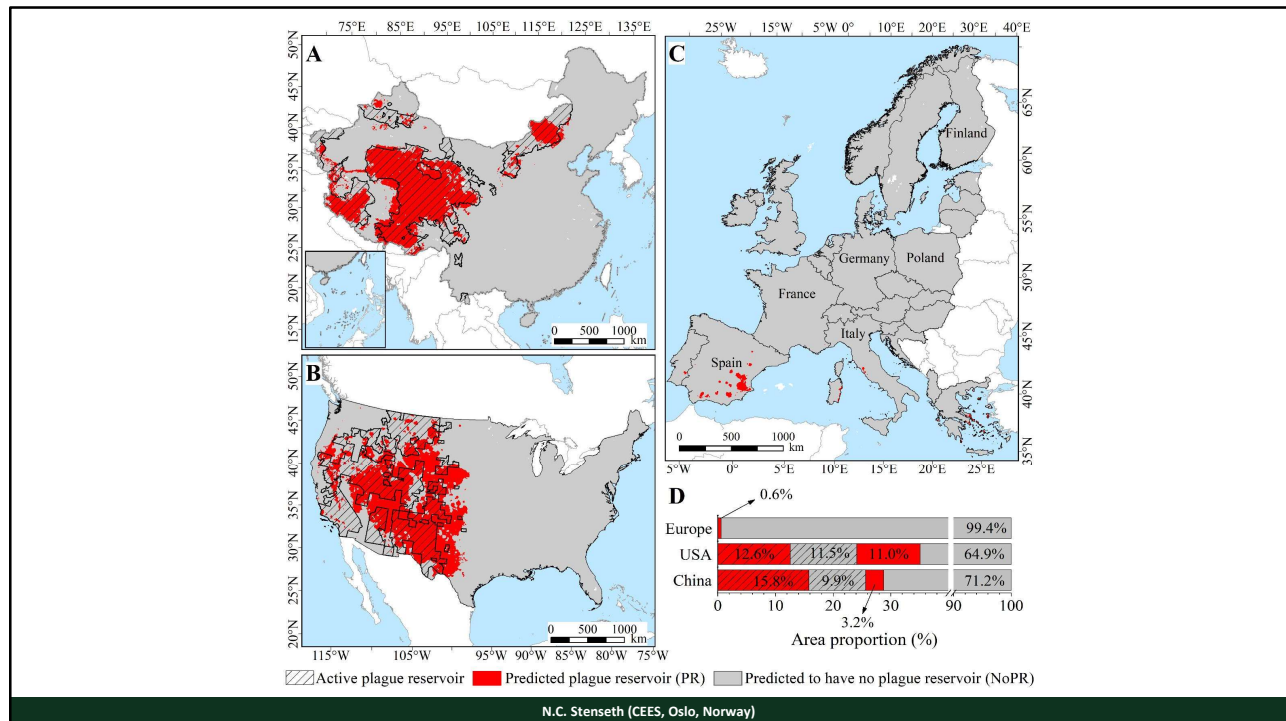 75°E 85°E 95°E 105°E 115°E 125°E 135°E
A
50°N
45°N
40°N
35°N
30°N
25°N
20°N
15°N
0 500 1000
km
25°W 15°W 5°W 0° 5°E 10°E 15°E 20°E 25°E 30°E 40°E
C
65°N
60°N
55°N
50°N
45°N
40°N
35°N
Finland
Germany
Poland
France
Italy
Spain
0 500 1000
km
5°W 0° 5°E 10°E 15°E 20°E 25°E
B
50°N
45°N
40°N
35°N
30°N
25°N
20°N
0 500 1000
km
115°W 105°W 95°W 90°W 85°W 80°W 75°W
D
0.6%
Europe 99.4%
USA 12.6% 11.5% 11.0% 64.9%
China 15.8% 9.9% 71.2%
0 10 20 30 90 100
3.2%
Area proportion (%)
Active plague reservoir Predicted plague reservoir (PR) Predicted to have no plague reservoir (NoPR)
N.C. Stenseth (CEES, Oslo, Norway)